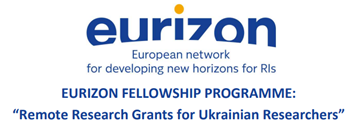 eurizon
European network
for developing new horizons for RIs
EURIZON FELLOWSHIP PROGRAMME:
“Remote Research Grants for Ukrainian Researchers”